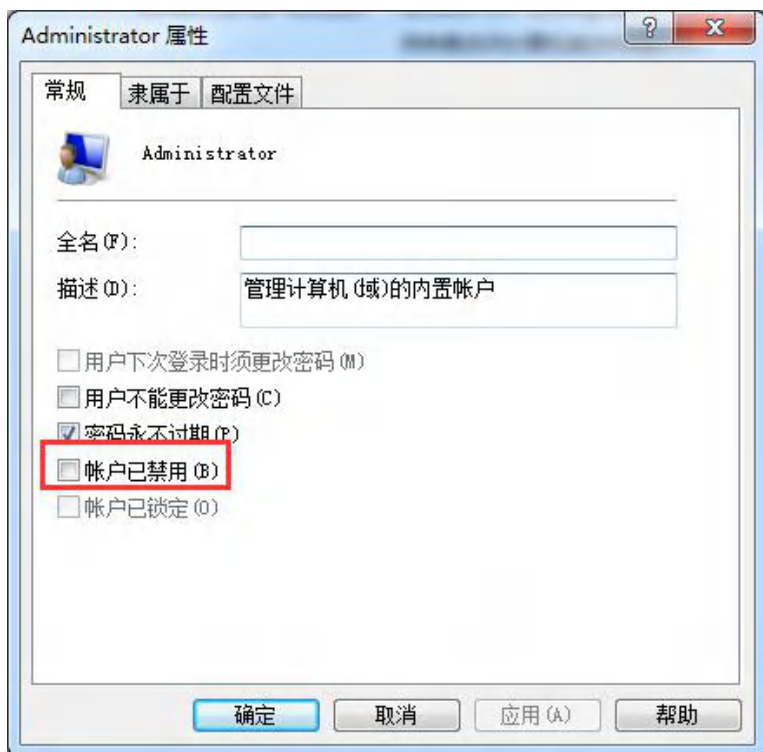 Administrator 属性
常规 隶属于 配置文件
Administrator
全名(F):
描述(D): 管理计算机(域)的内置帐户
用户下次登录时须更改密码(M)
用户不能更改密码(C)
密码永不过期(P)
帐户已禁用(B)
帐户已锁定(O)
确定 取消 应用(A) 帮助